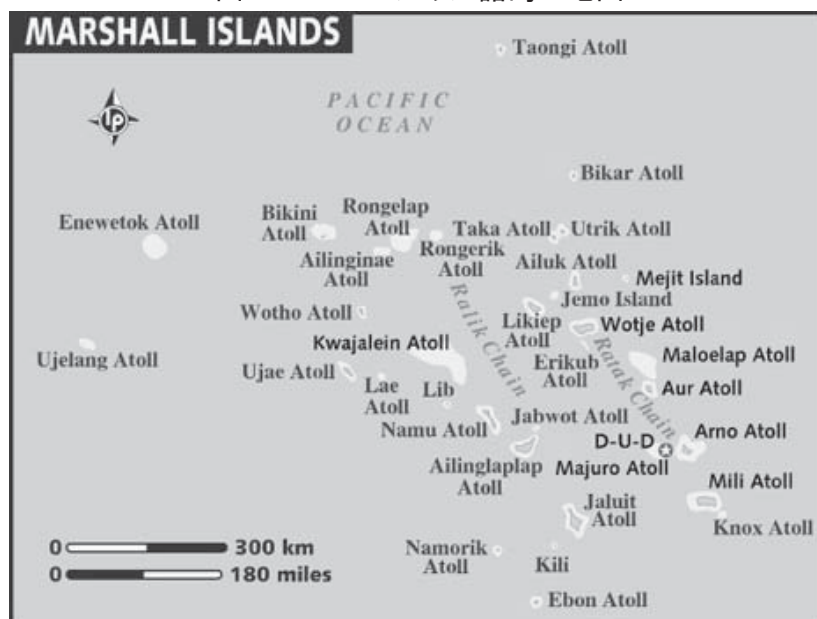 MARSHALL ISLANDS
Taongi Atoll
PACIFIC
OCEAN
lp
Bikar Atoll
Enewetok Atoll
Bikini
Atoll
Rongelap
Atoll
Taka Atoll
Utrik Atoll
Ailinginae
Atoll
Rongerik
Atoll
Ailuk Atoll
Mejit Island
Jemo Island
Wotho Atoll
Ralik Chain
Likiep
Atoll
Wotje Atoll
Ratak Chain
Kwajalein Atoll
Ujelang Atoll
Ujae Atoll
Erikub
Atoll
Maloelap Atoll
Lae
Atoll
Lib
Aur Atoll
Namu Atoll
Jabwot Atoll
D-U-D
Arno Atoll
Ailinglaplap
Atoll
Majuro Atoll
Mili Atoll
Jaluit
Atoll
Knox Atoll
0 300 km
0 180 miles
Namorik
Atoll
Kili
Ebon Atoll